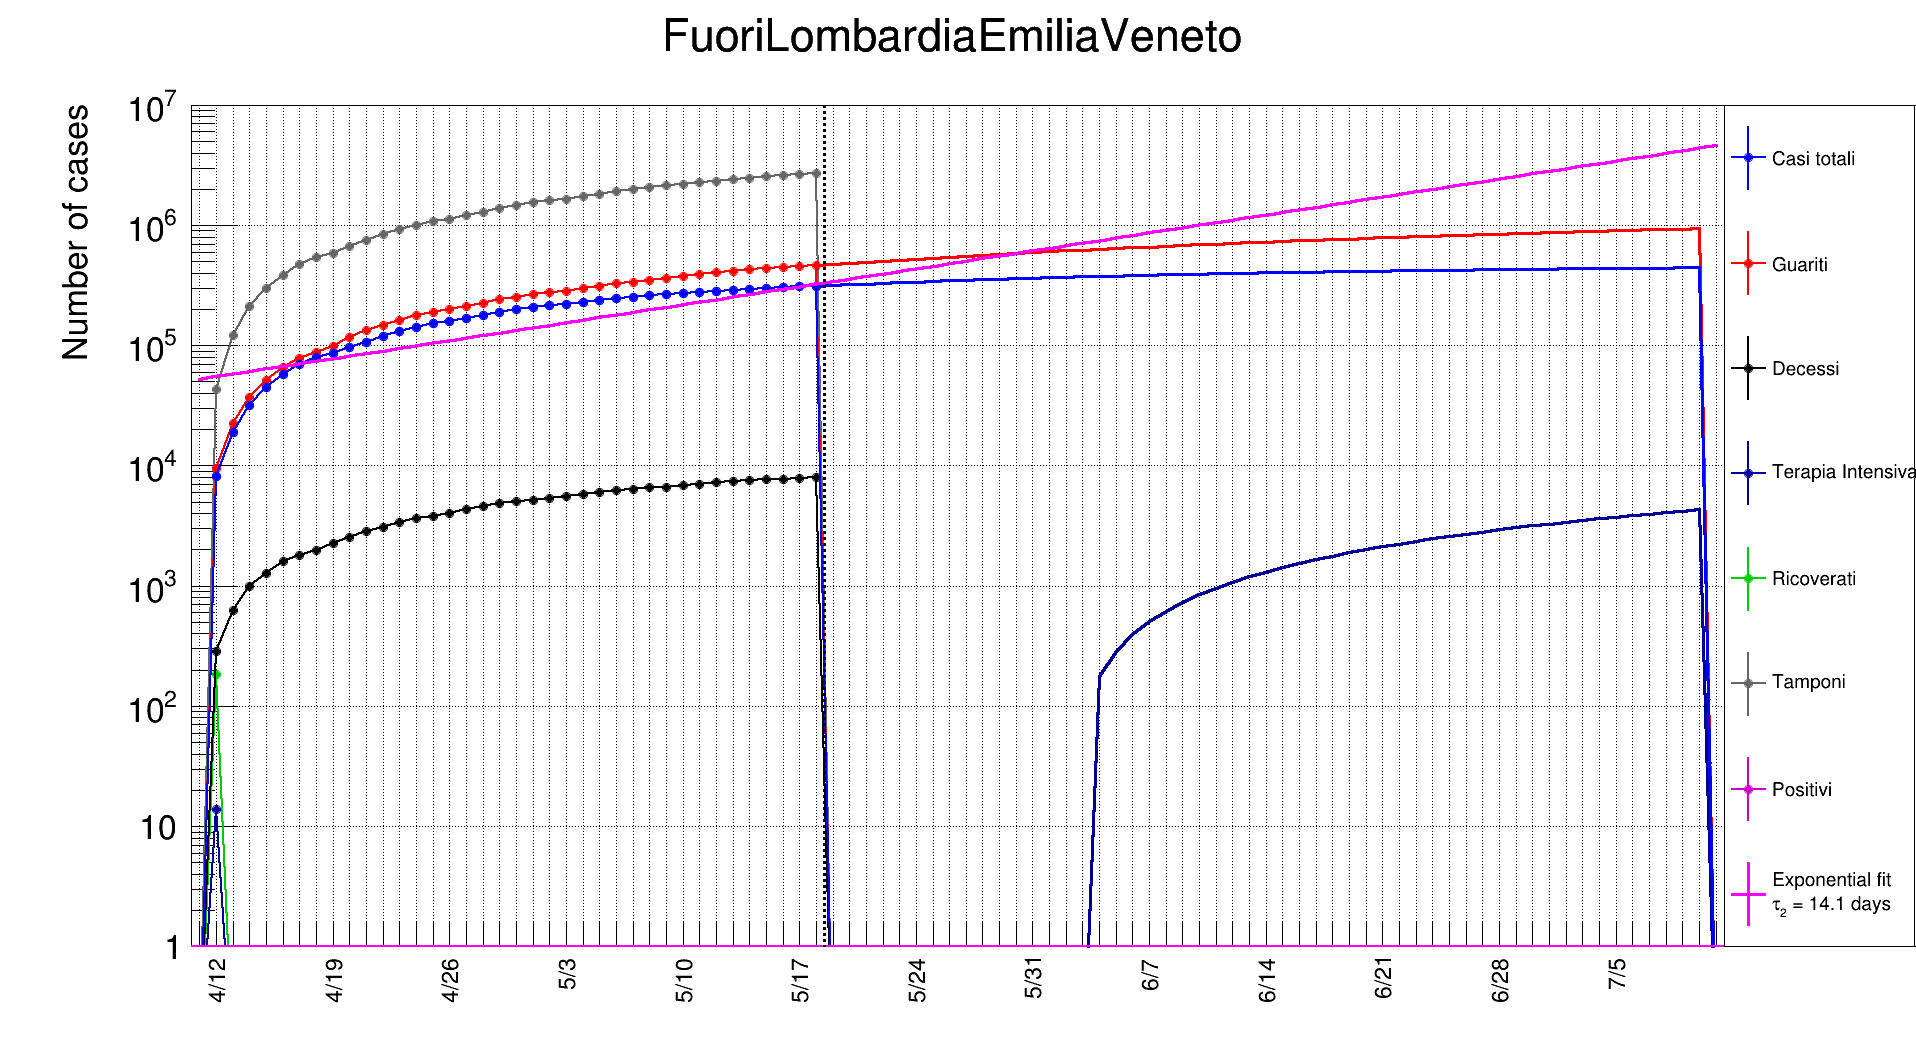 FuoriLombardiaEmiliaVeneto
Number of cases
10^7
10^6
10^5
10^4
10^3
10^2
10
1
4/12
4/19
4/26
5/3
5/10
5/17
5/24
5/31
6/7
6/14
6/21
6/28
7/5
Casi totali
Guariti
Decessi
Terapia Intensiva
Ricoverati
Tamponi
Positivi
Exponential fit
τ_2 = 14.1 days